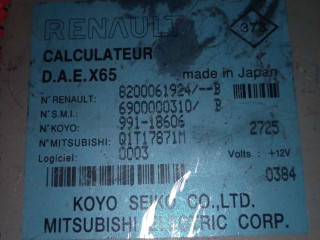 RENAULT
373
CALCULATEUR
D.A.E.X65 made in Japan
N° RENAULT: 8200061924/--B
N° S.M.I.: 6900000310/ B
N° KOYO: 991-18606 2725
N° MITSUBISHI: Q1T17871M
Logiciel: 0003 Volts : +12V
0384
KOYO SEIKO CO.,LTD.
MITSUBISHI ELECTRIC CORP.